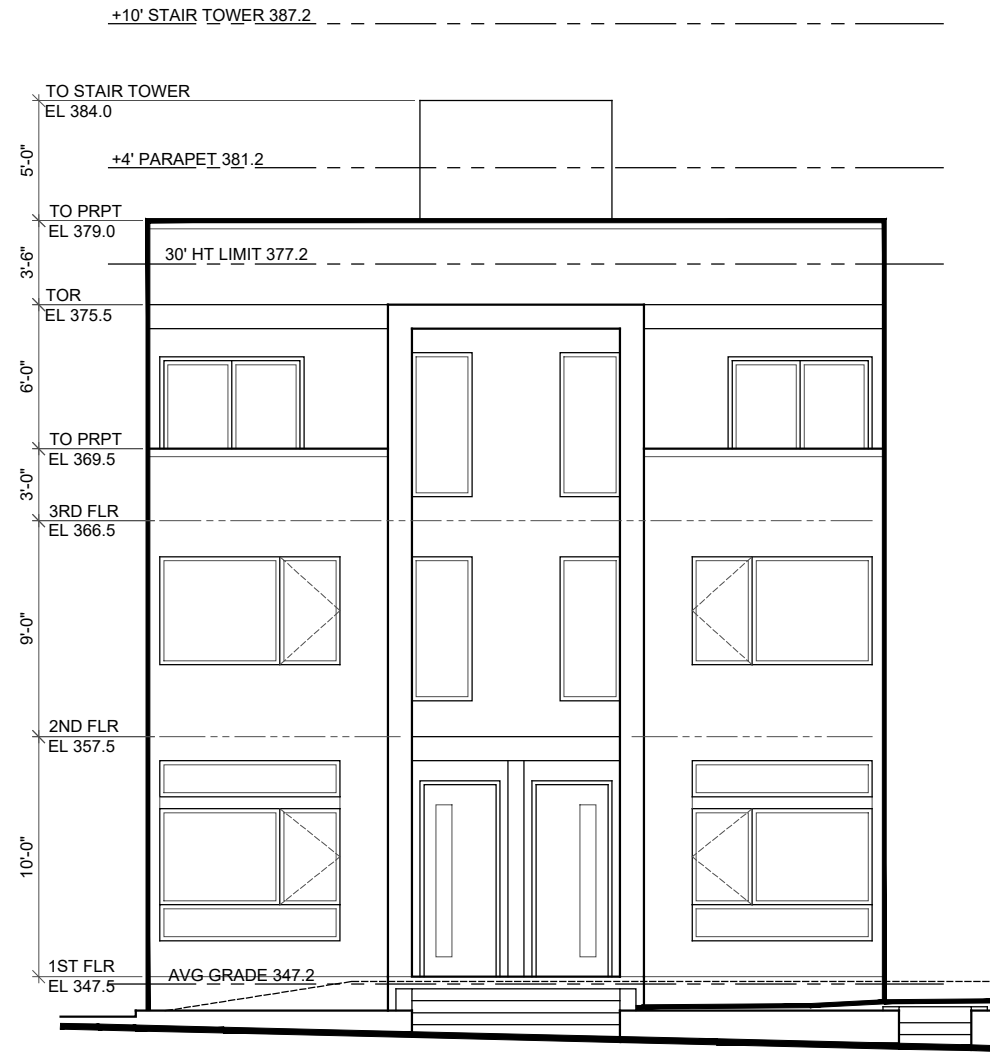 +10' STAIR TOWER 387.2
TO STAIR TOWER
EL 384.0
5'-0"
+4' PARAPET 381.2
TO PRPT
EL 379.0
3'-6"
30' HT LIMIT 377.2
TOR
EL 375.5
6'-0"
TO PRPT
EL 369.5
3'-0"
3RD FLR
EL 366.5
9'-0"
2ND FLR
EL 357.5
10'-0"
1ST FLR
EL 347.5
AVG GRADE 347.2